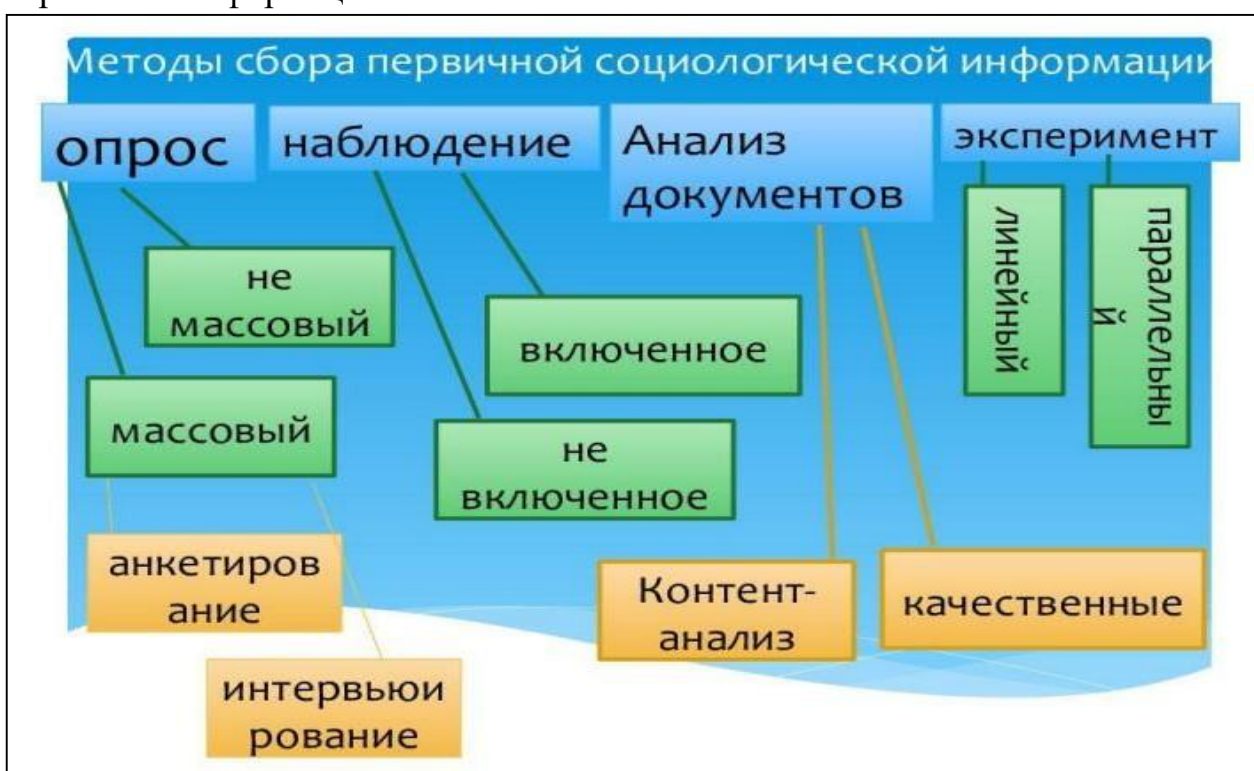 Методы сбора первичной социологической информации
опрос
наблюдение
Анализ
документов
эксперимент
линейный
параллельны
й
не
массовый
включенное
массовый
не
включенное
анкетиров
ание
Контент-
анализ
качественные
интервьюи
рование